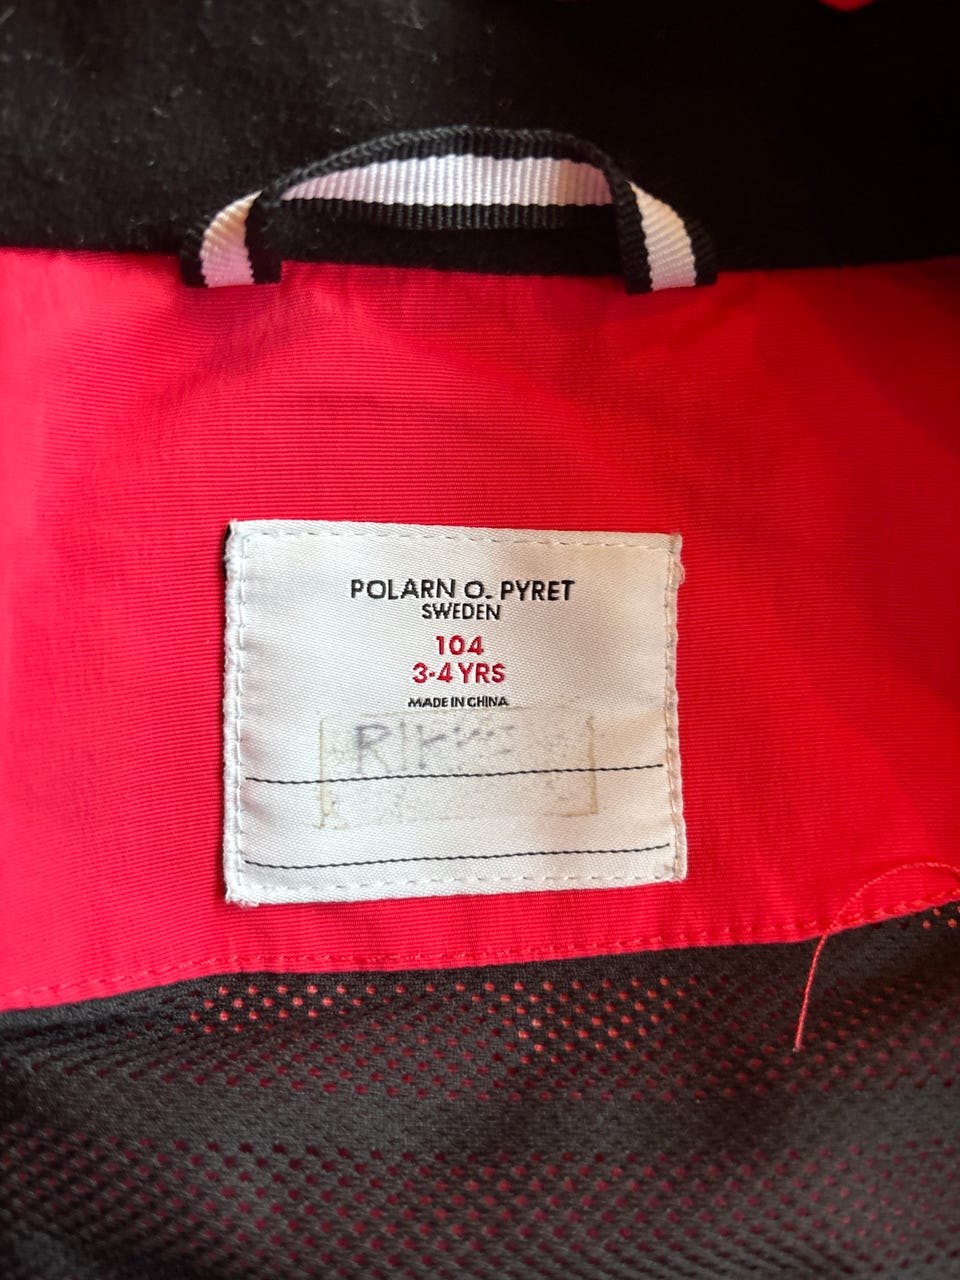 POLARN O. PYRET
SWEDEN
104
3-4 YRS
MADE IN CHINA